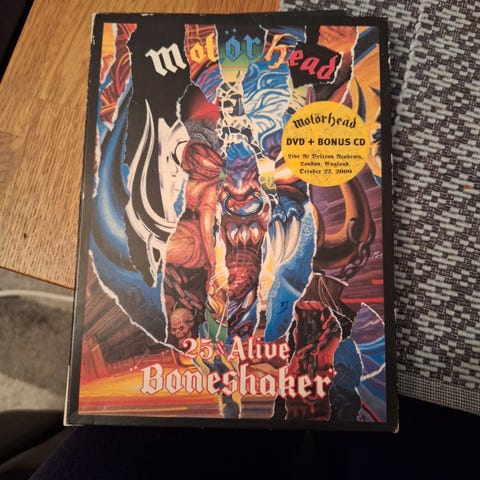 Motörhead
Motörhead
DVD + BONUS CD
Live At Brixton Academy,
London, England,
October 22, 2000
25 & Alive
"Boneshaker"